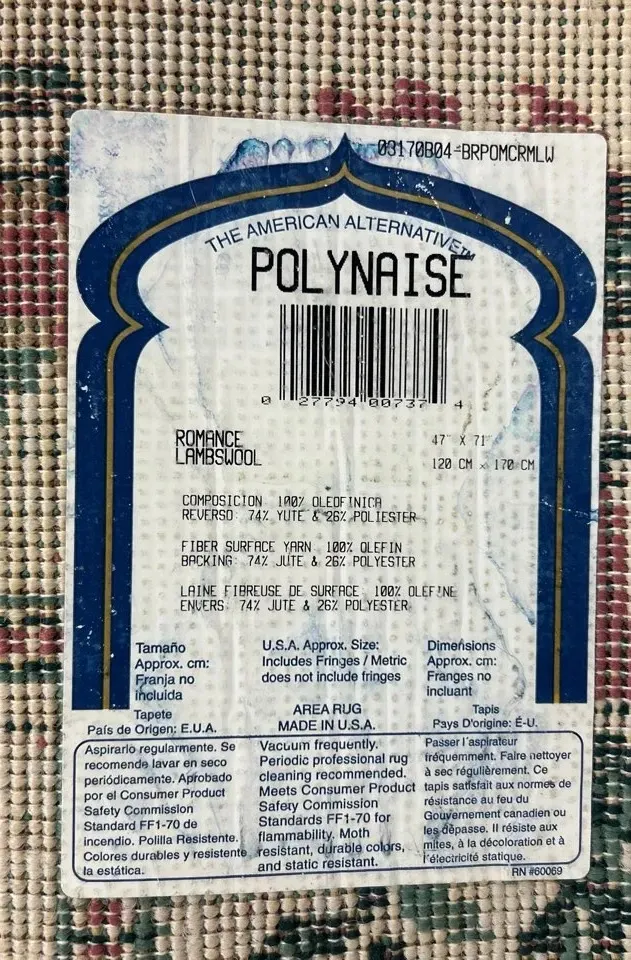 03170B04-BRPOMCRMLW
THE AMERICAN ALTERNATIVE™
POLYNAISE
0 27794 00737 4
ROMANCE
LAMBSWOOL
47" X 71"
120 CM x 170 CM
COMPOSICION 100% OLEOFINICA
REVERSO: 74% YUTE & 26% POLIESTER
FIBER SURFACE YARN 100% OLEFIN
BACKING: 74% JUTE & 26% POLYESTER
LAINE FIBREUSE DE SURFACE 100% OLEFINE
ENVERS: 74% JUTE & 26% POLYESTER
Tamaño
Approx. cm:
Franja no
incluida
U.S.A. Approx. Size:
Includes Fringes / Metric
does not include fringes
Dimensions
Approx. cm:
Franges no
incluant
Tapete
País de Origen: E.U.A.
AREA RUG
MADE IN U.S.A.
Tapis
Pays D'origine: É-U.
Aspirarlo regularmente. Se
recomende lavar en seco
periódicamente. Aprobado
por el Consumer Product
Safety Commission
Standard FF1-70 de
incendio. Polilla Resistente.
Colores durables y resistente
la estática.
Vacuum frequently.
Periodic professional rug
cleaning recommended.
Meets Consumer Product
Safety Commission
Standards FF1-70 for
flammability. Moth
resistant, durable colors,
and static resistant.
Passer l'aspirateur
fréquemment. Faire nettoyer
à sec régulièrement. Ce
tapis satisfait aux normes de
résistance au feu du
Gouvernement canadien ou
les dépasse. Il résiste aux
mites, à la décoloration et à
l'électricité statique.
RN #60069